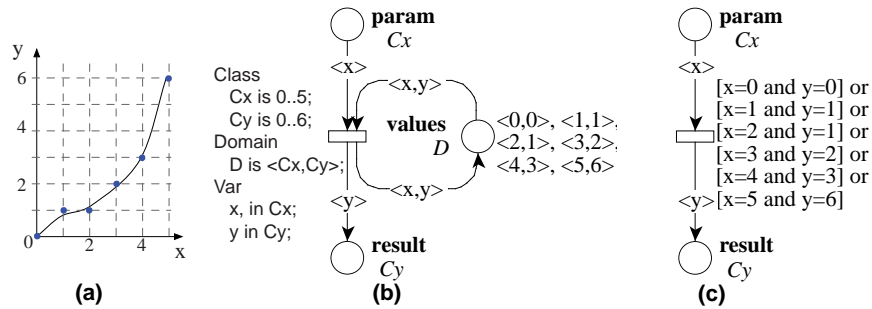 y
6
4
2
0
2
4
x
(a)
Class
Cx is 0..5;
Cy is 0..6;
Domain
D is <Cx,Cy>;
Var
x, in Cx;
y in Cy;
param
Cx
<x>
<x,y>
values
D
<0,0>, <1,1>,
<2,1>, <3,2>
<4,3>, <5,6>
<x,y>
<y>
result
Cy
(b)
param
Cx
<x>
[x=0 and y=0] or
[x=1 and y=1] or
[x=2 and y=1] or
[x=3 and y=2] or
[x=4 and y=3] or
<y> [x=5 and y=6]
result
Cy
(c)